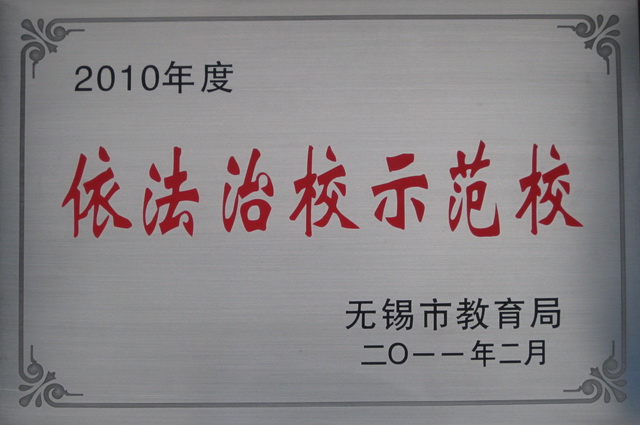 2010年度
依法治校示范校
无锡市教育局
二〇一一年二月